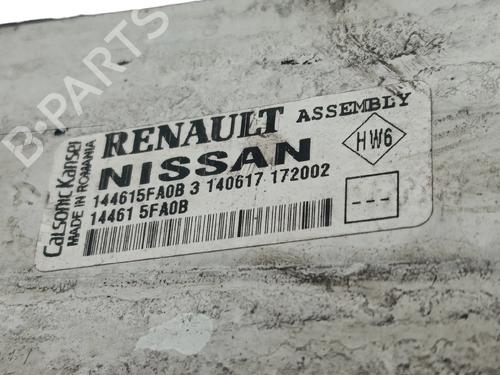 B-PARTS
Calsonic Kansei
MADE IN ROMANIA
RENAULT ASSEMBLY
NISSAN
HW6
144615FA0B 3 140617 172002
14461 5FA0B
---